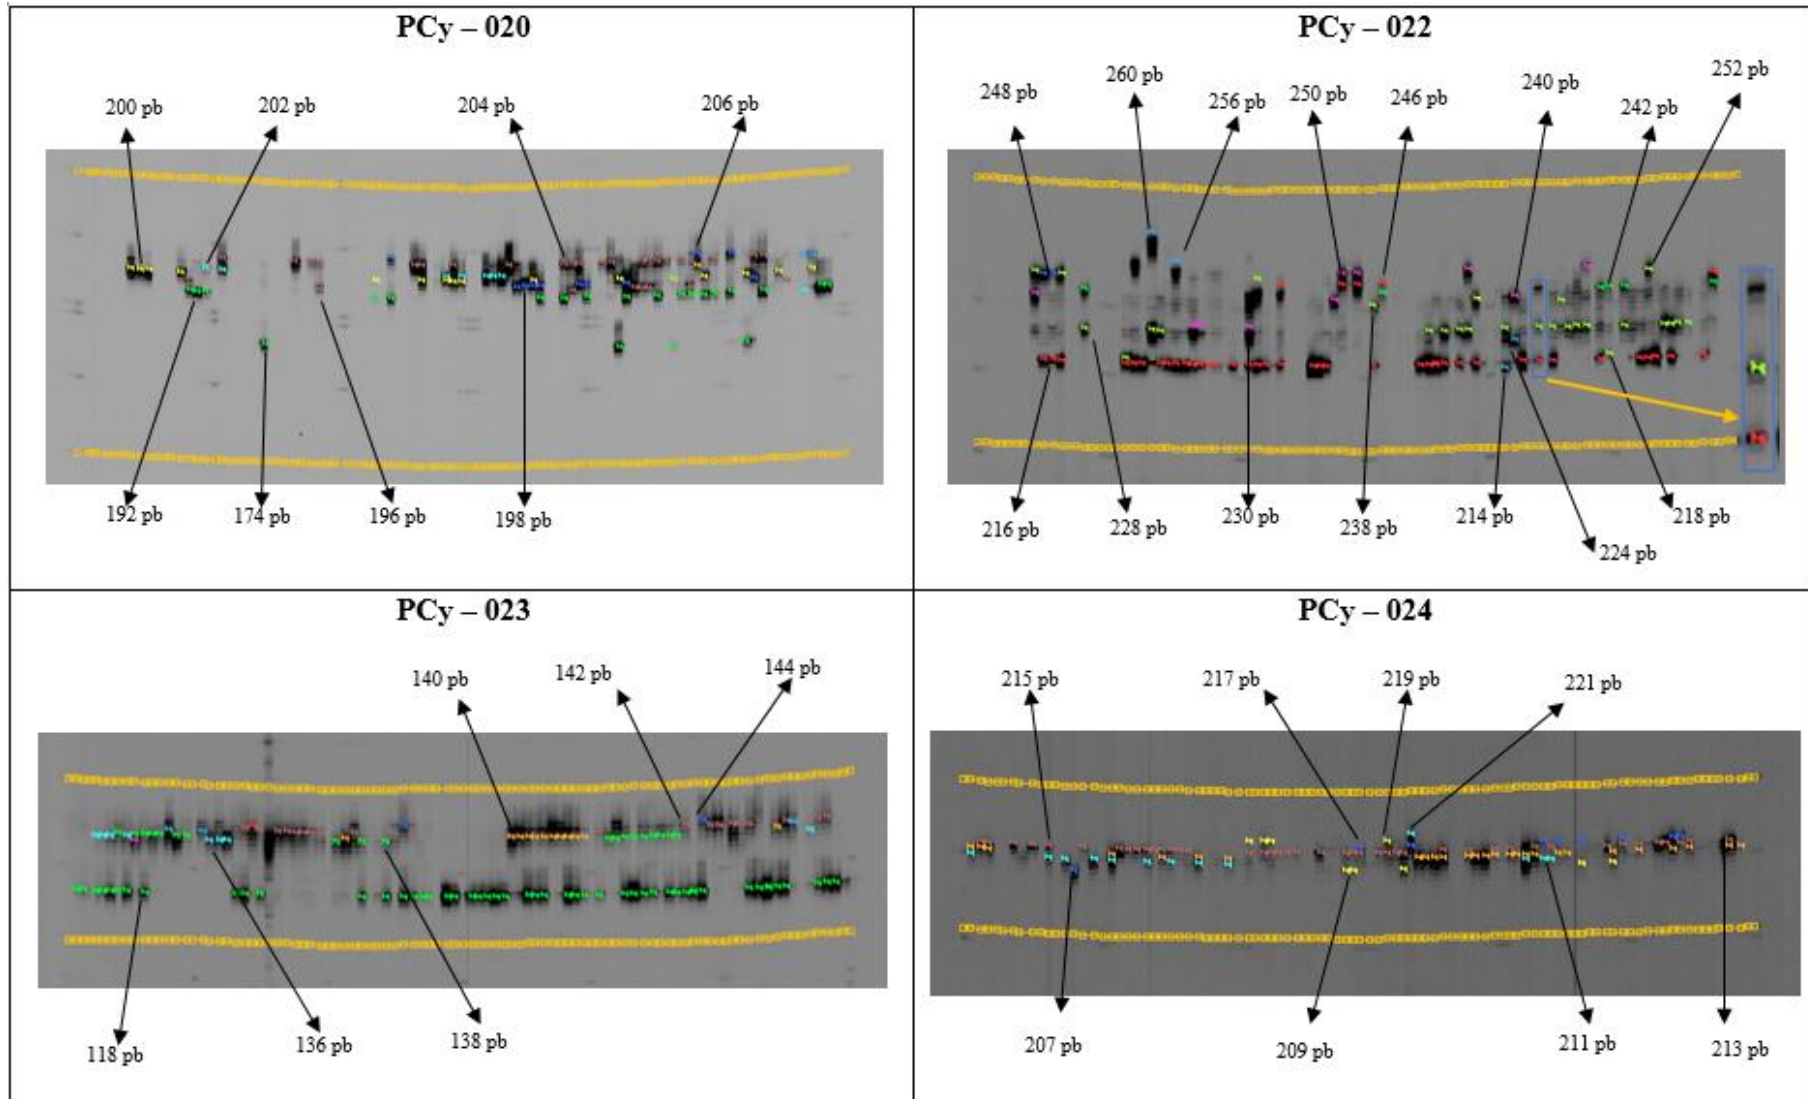 PCy – 020
200 pb
202 pb
204 pb
206 pb
192 pb
174 pb
196 pb
198 pb
PCy – 022
248 pb
260 pb
256 pb
250 pb
246 pb
240 pb
242 pb
252 pb
216 pb
228 pb
230 pb
238 pb
214 pb
224 pb
218 pb
PCy – 023
140 pb
142 pb
144 pb
118 pb
136 pb
138 pb
PCy – 024
215 pb
217 pb
219 pb
221 pb
207 pb
209 pb
211 pb
213 pb